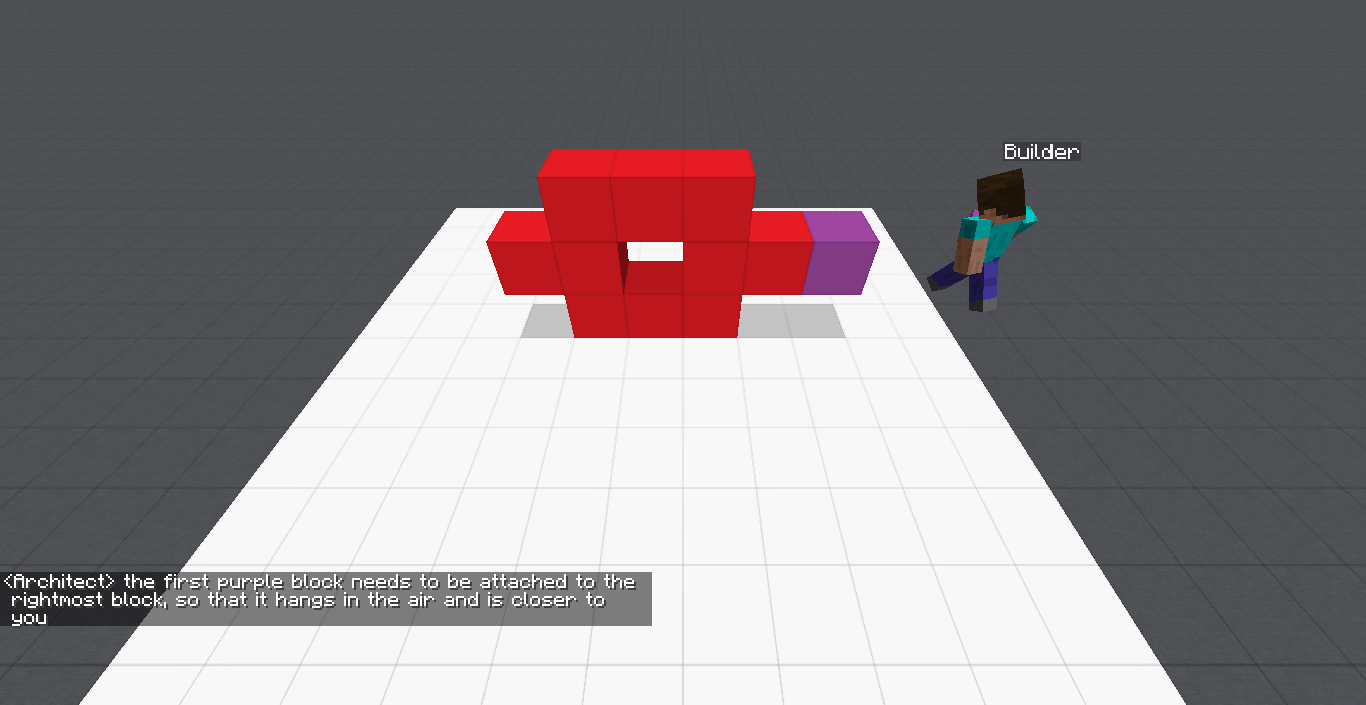 Builder
<Architect> the first purple block needs to be attached to the
rightmost block, so that it hangs in the air and is closer to
you